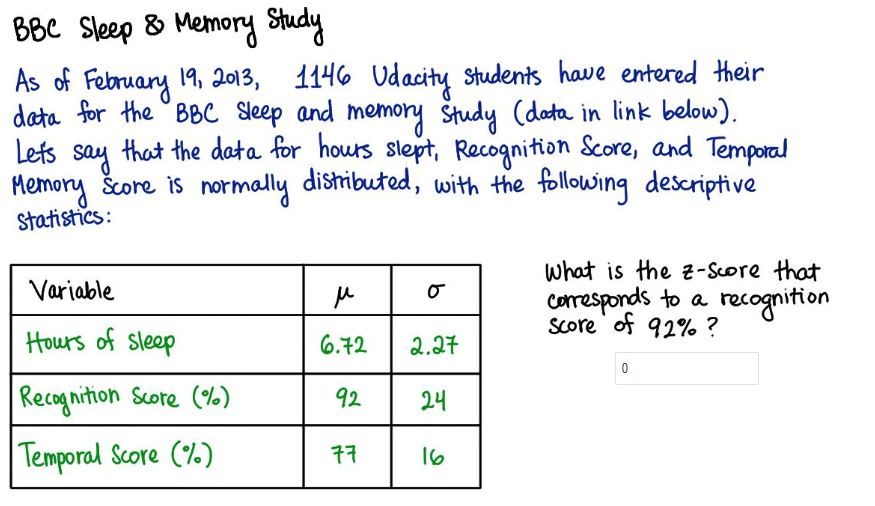 BBC Sleep & Memory Study
As of February 19, 2013, 1146 Udacity students have entered their
data for the BBC Sleep and memory study (data in link below).
Lets say that the data for hours slept, Recognition Score, and Temporal
Memory Score is normally distributed, with the following descriptive
statistics:
Variable μ σ
Hours of sleep 6.72 2.27
Recognition Score (%) 92 24
Temporal Score (%) 77 16
What is the z-score that
corresponds to a recognition
score of 92%?
0